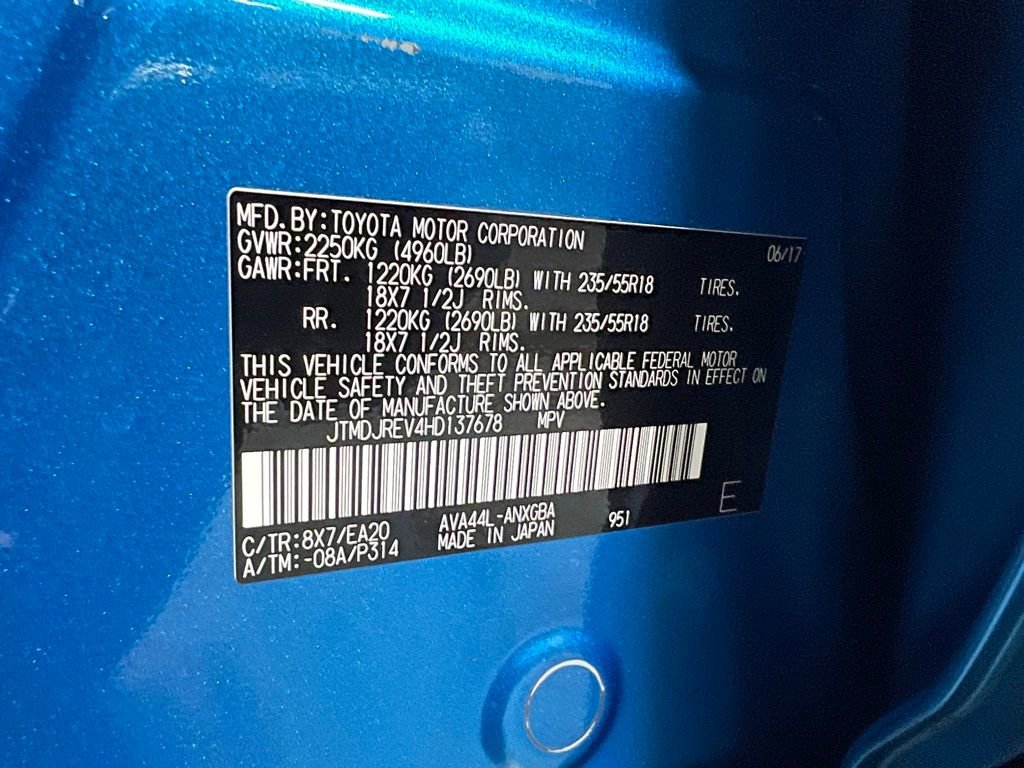 MFD. BY: TOYOTA MOTOR CORPORATION 06/17
GVWR: 2250KG (4960LB)
GAWR: FRT. 1220KG (2690LB) WITH 235/55R18 TIRES.
18X7 1/2J RIMS.
RR. 1220KG (2690LB) WITH 235/55R18 TIRES.
18X7 1/2J RIMS.
THIS VEHICLE CONFORMS TO ALL APPLICABLE FEDERAL MOTOR
VEHICLE SAFETY AND THEFT PREVENTION STANDARDS IN EFFECT ON
THE DATE OF MANUFACTURE SHOWN ABOVE.
JTMDJREV4HD137678 MPV
E
C/TR: 8X7/EA20 AVA44L-ANXGBA 951
A/TM: -08A/P314 MADE IN JAPAN